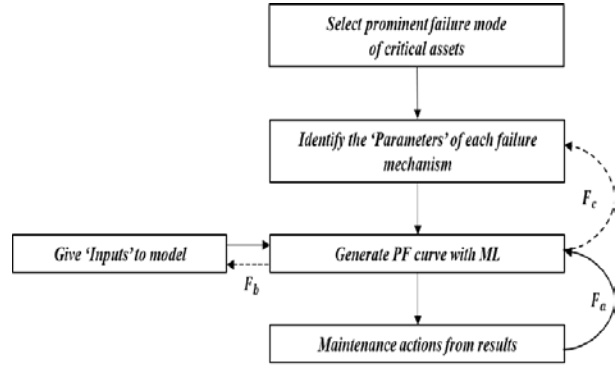 Select prominent failure mode
of critical assets
Identify the 'Parameters' of each failure
mechanism
F_c
Give 'Inputs' to model
Generate PF curve with ML
F_b
F_a
Maintenance actions from results